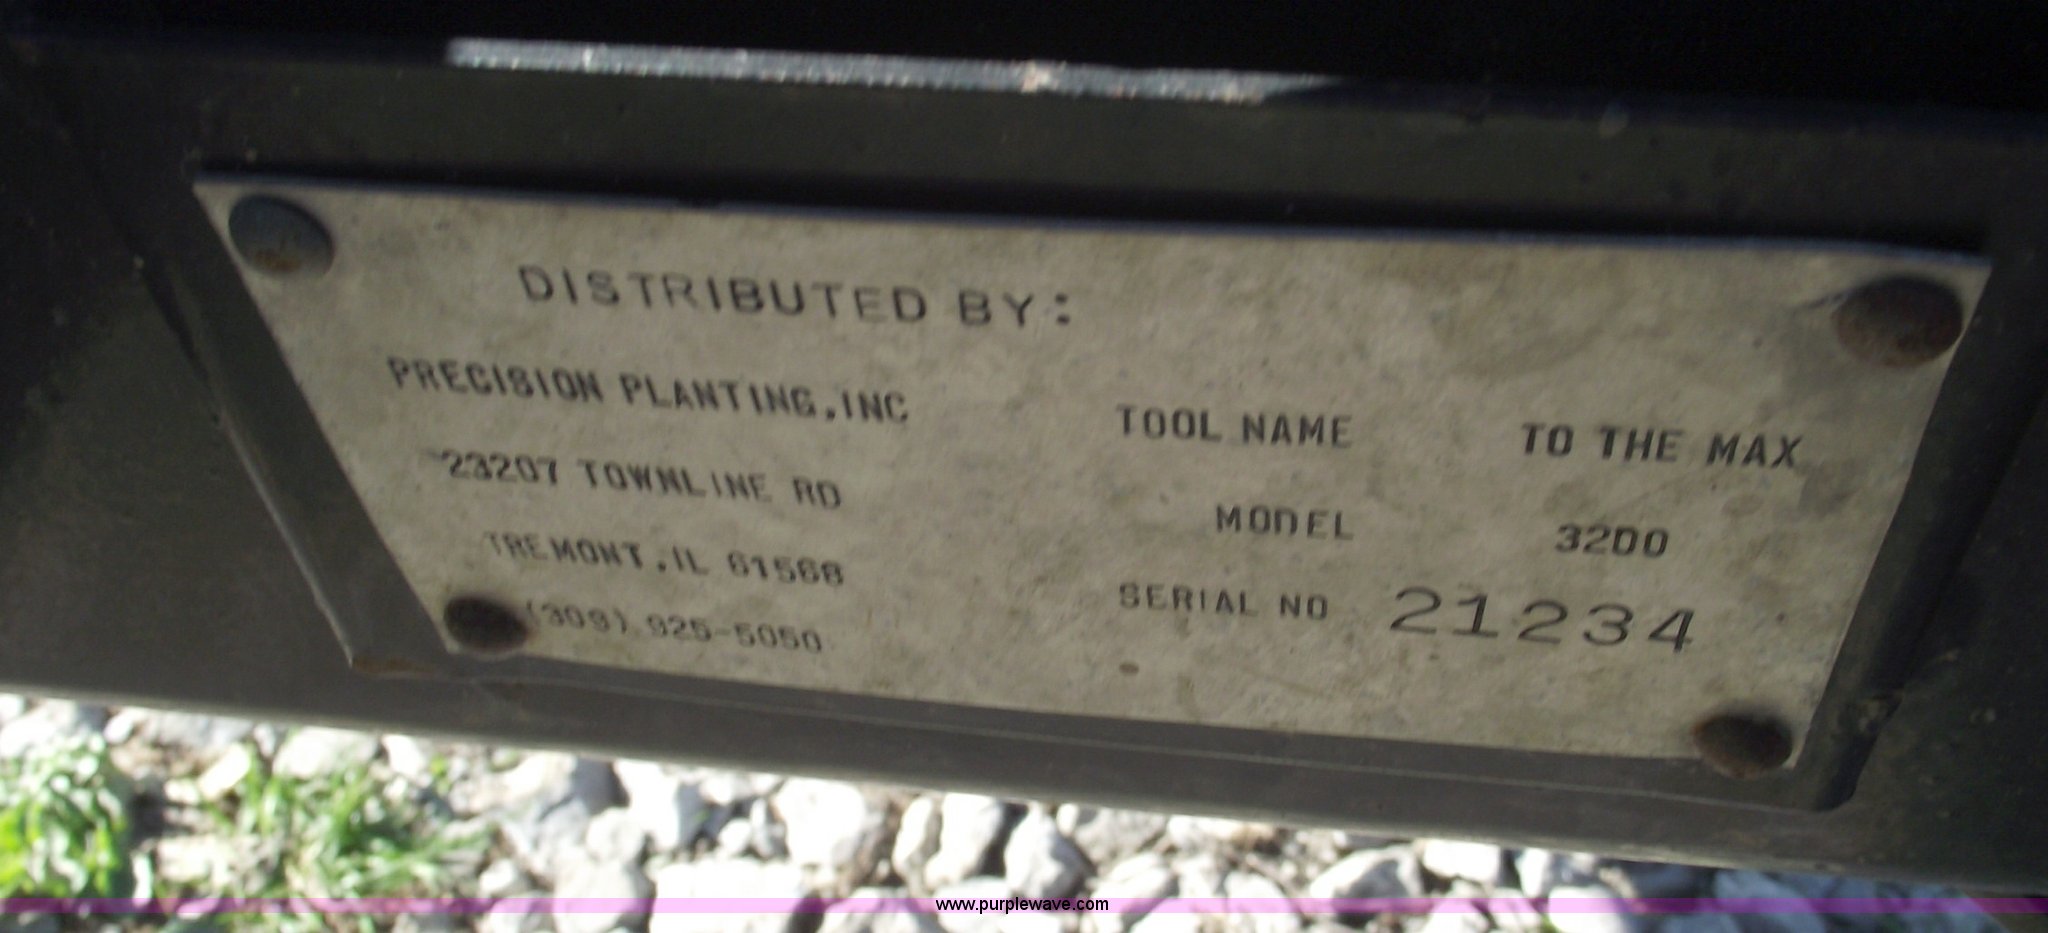 DISTRIBUTED BY:
PRECISION PLANTING,INC
23207 TOWNLINE RD
TREMONT,IL 61568
(309) 925-5050
TOOL NAME TO THE MAX
MODEL 3200
SERIAL NO 21234
www.purplewave.com